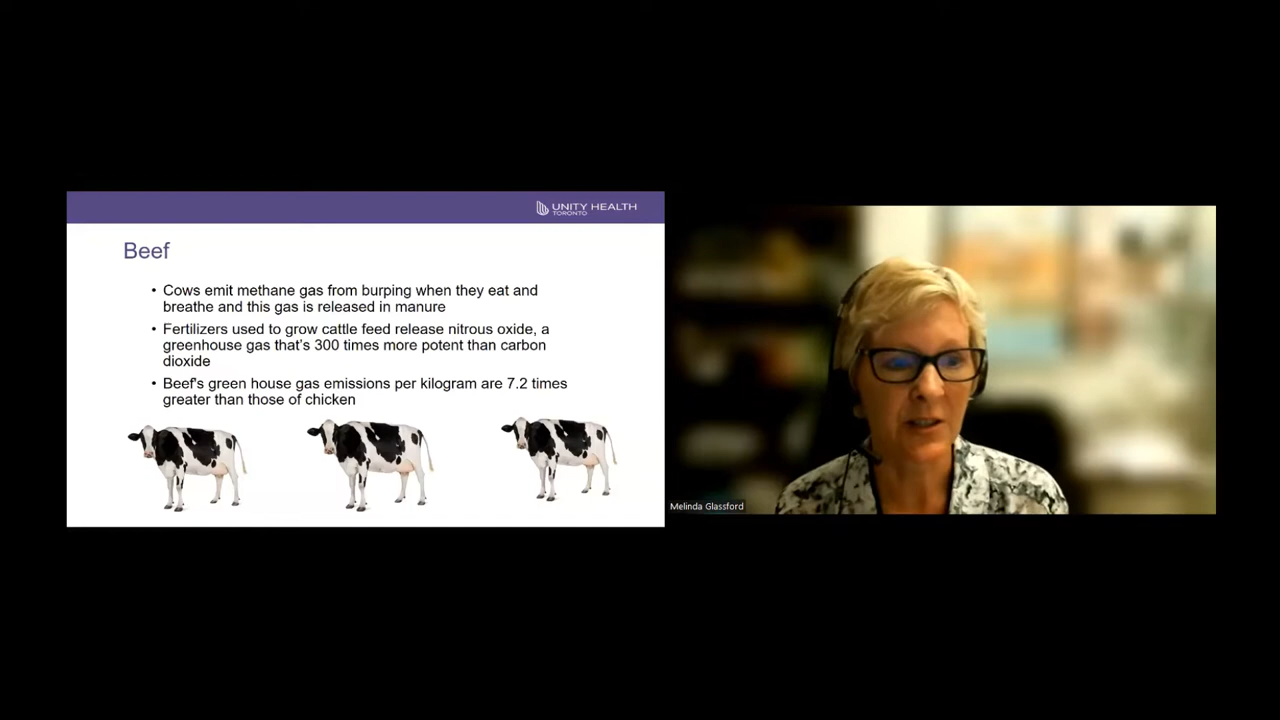 UNITY HEALTH
TORONTO
Beef
• Cows emit methane gas from burping when they eat and
breathe and this gas is released in manure
• Fertilizers used to grow cattle feed release nitrous oxide, a
greenhouse gas that's 300 times more potent than carbon
dioxide
• Beef's green house gas emissions per kilogram are 7.2 times
greater than those of chicken
Melinda Glassford